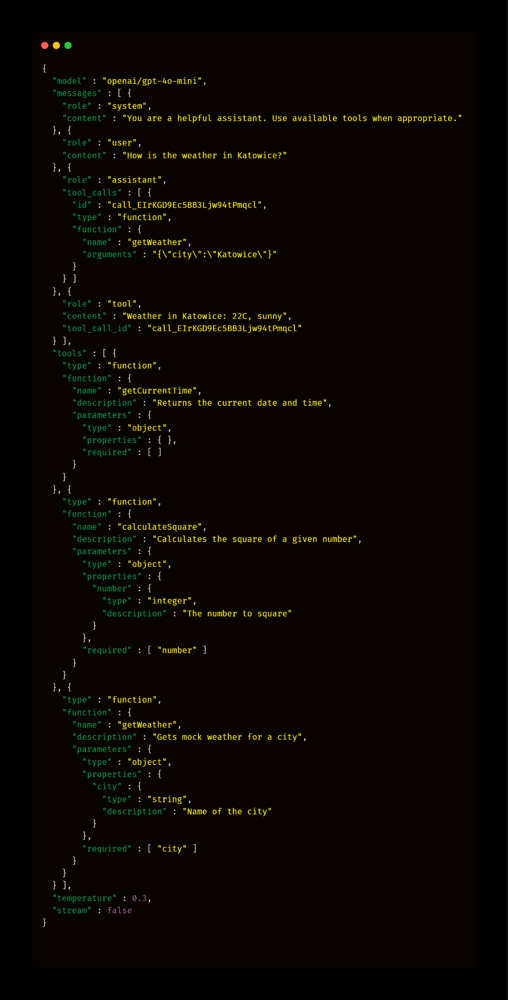 {
  "model" : "openai/gpt-4o-mini",
  "messages" : [ {
    "role" : "system",
    "content" : "You are a helpful assistant. Use available tools when appropriate."
  }, {
    "role" : "user",
    "content" : "How is the weather in Katowice?"
  }, {
    "role" : "assistant",
    "tool_calls" : [ {
      "id" : "call_EIrKGD9Ec5BB3Ljw94tPmqcl",
      "type" : "function",
      "function" : {
        "name" : "getWeather",
        "arguments" : "{\"city\":\"Katowice\"}"
      }
    } ]
  }, {
    "role" : "tool",
    "content" : "Weather in Katowice: 22C, sunny",
    "tool_call_id" : "call_EIrKGD9Ec5BB3Ljw94tPmqcl"
  } ],
  "tools" : [ {
    "type" : "function",
    "function" : {
      "name" : "getCurrentTime",
      "description" : "Returns the current date and time",
      "parameters" : {
        "type" : "object",
        "properties" : { },
        "required" : [ ]
      }
    }
  }, {
    "type" : "function",
    "function" : {
      "name" : "calculateSquare",
      "description" : "Calculates the square of a given number",
      "parameters" : {
        "type" : "object",
        "properties" : {
          "number" : {
            "type" : "integer",
            "description" : "The number to square"
          }
        },
        "required" : [ "number" ]
      }
    }
  }, {
    "type" : "function",
    "function" : {
      "name" : "getWeather",
      "description" : "Gets mock weather for a city",
      "parameters" : {
        "type" : "object",
        "properties" : {
          "city" : {
            "type" : "string",
            "description" : "Name of the city"
          }
        },
        "required" : [ "city" ]
      }
    }
  } ],
  "temperature" : 0.3,
  "stream" : false
}